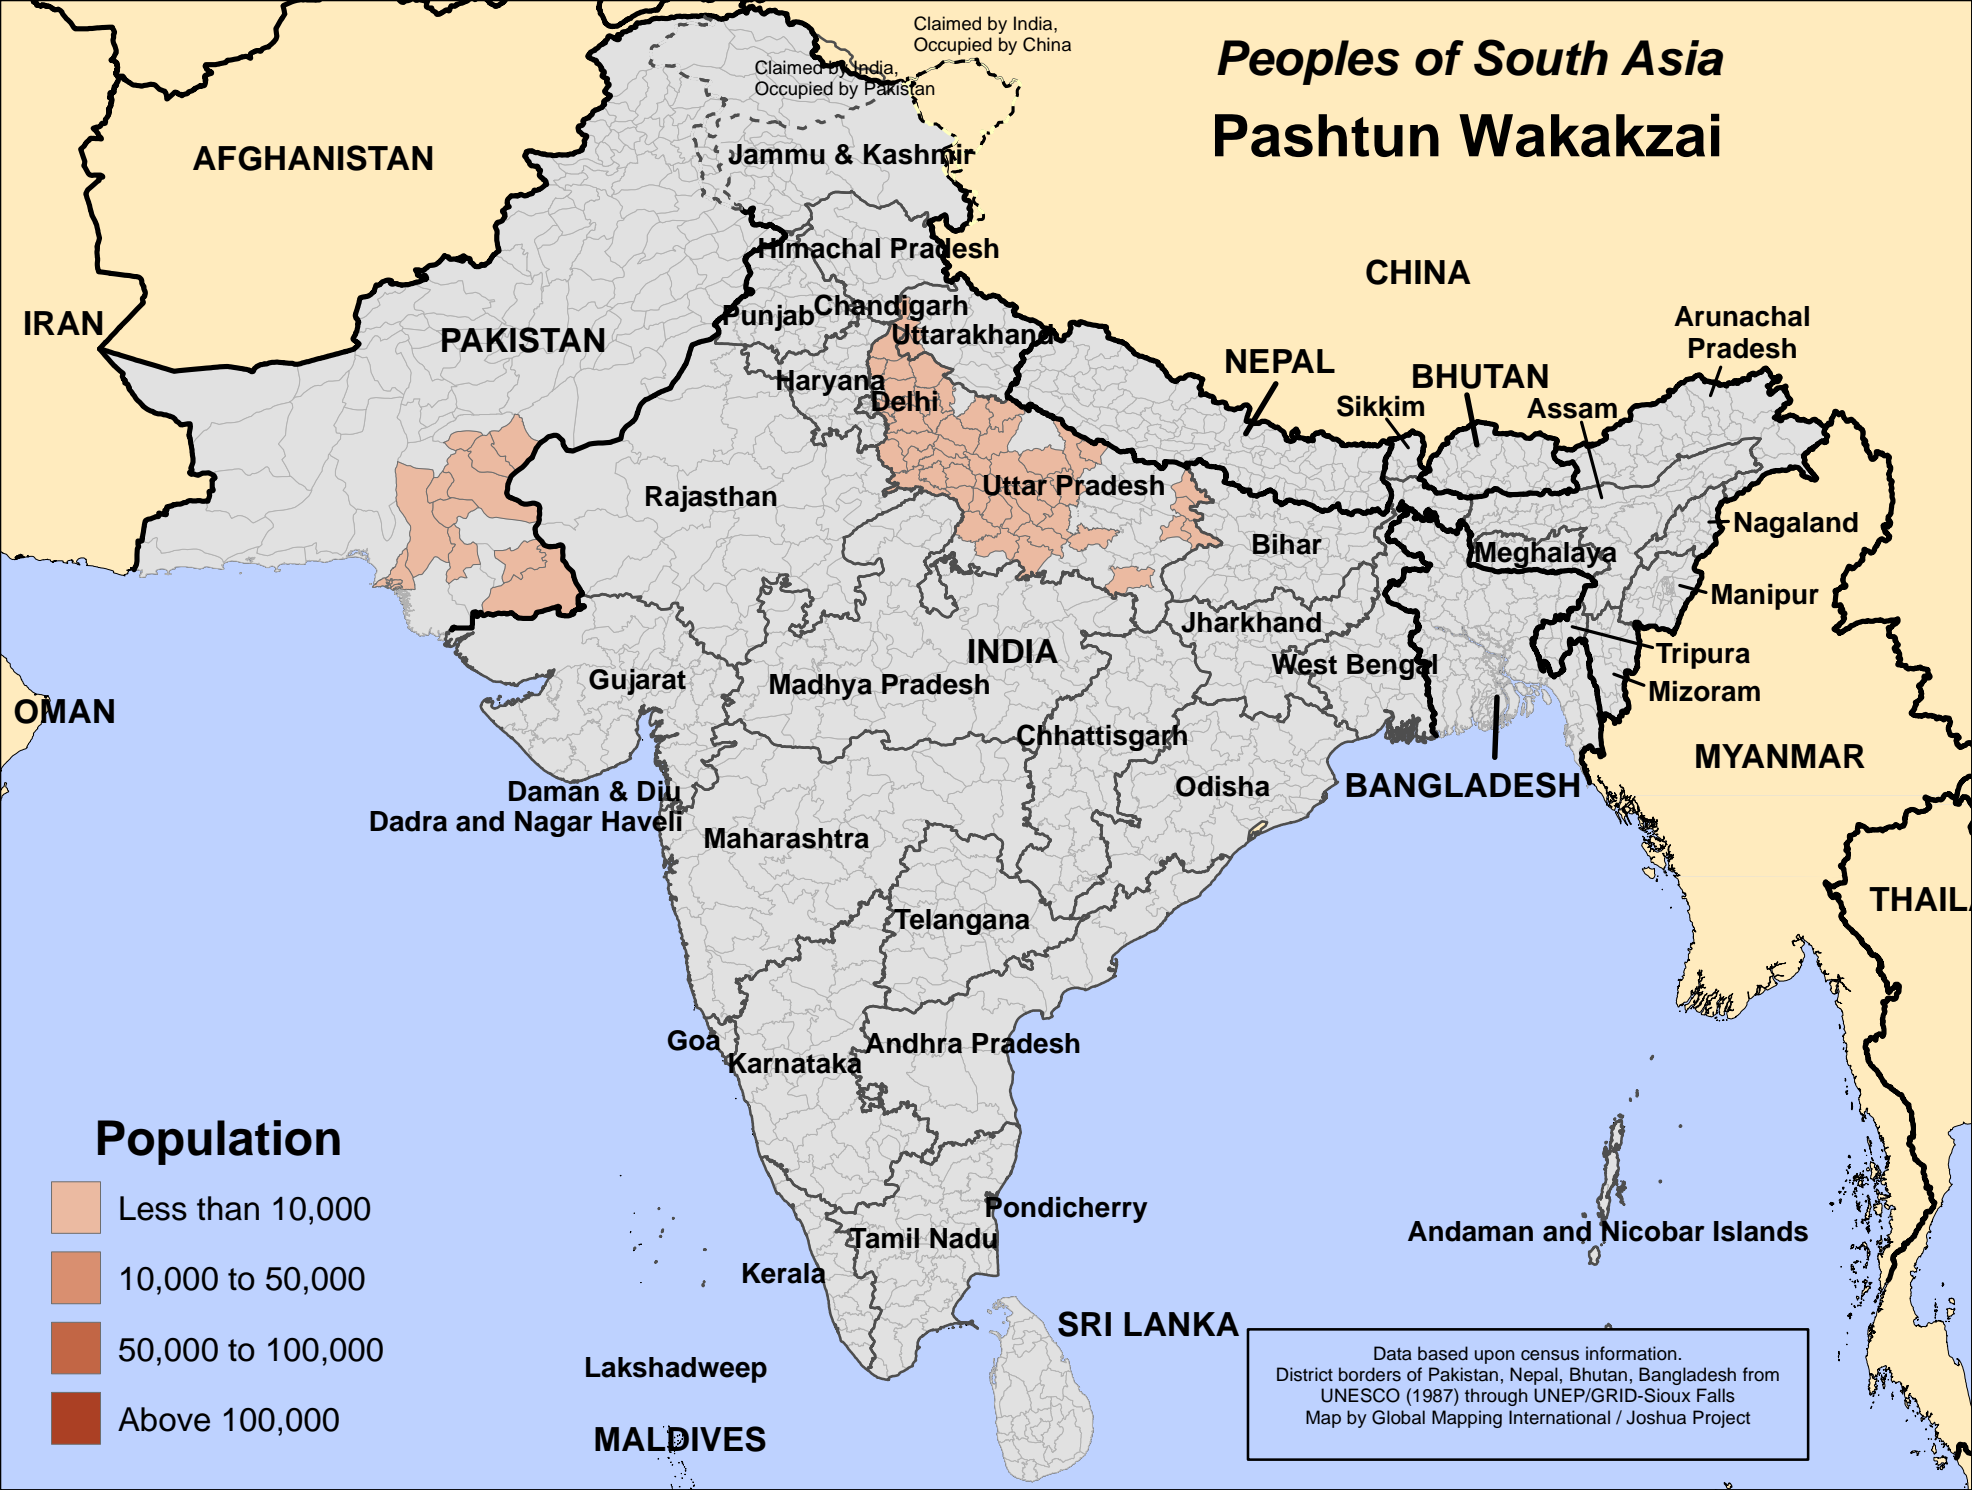 Claimed by India,
Occupied by China
Peoples of South Asia
Claimed by India,
Occupied by Pakistan
Pashtun Wakakzai
AFGHANISTAN
Jammu & Kashmir
Himachal Pradesh
CHINA
IRAN
PAKISTAN
Punjab
Chandigarh
Uttarakhand
Arunachal
Pradesh
NEPAL
BHUTAN
Haryana
Delhi
Sikkim
Assam
Rajasthan
Uttar Pradesh
Bihar
Nagaland
Meghalaya
Manipur
Jharkhand
INDIA
West Bengal
Tripura
Mizoram
Gujarat
Madhya Pradesh
OMAN
Chhattisgarh
MYANMAR
Odisha
BANGLADESH
Daman & Diu
Dadra and Nagar Haveli
Maharashtra
Telangana
THAIL
Goa
Karnataka
Andhra Pradesh
Pondicherry
Tamil Nadu
Kerala
Andaman and Nicobar Islands
SRI LANKA
Lakshadweep
MALDIVES
Population
Less than 10,000
10,000 to 50,000
50,000 to 100,000
Above 100,000
Data based upon census information.
District borders of Pakistan, Nepal, Bhutan, Bangladesh from
UNESCO (1987) through UNEP/GRID-Sioux Falls
Map by Global Mapping International / Joshua Project